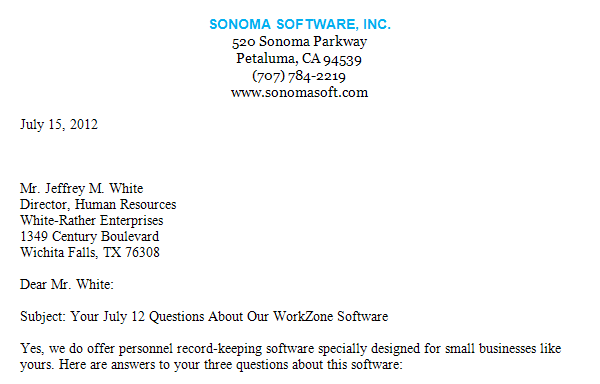 SONOMA SOFTWARE, INC.
520 Sonoma Parkway
Petaluma, CA 94539
(707) 784-2219
www.sonomasoft.com
July 15, 2012
Mr. Jeffrey M. White
Director, Human Resources
White-Rather Enterprises
1349 Century Boulevard
Wichita Falls, TX 76308
Dear Mr. White:
Subject: Your July 12 Questions About Our WorkZone Software
Yes, we do offer personnel record-keeping software specially designed for small businesses like
yours. Here are answers to your three questions about this software: